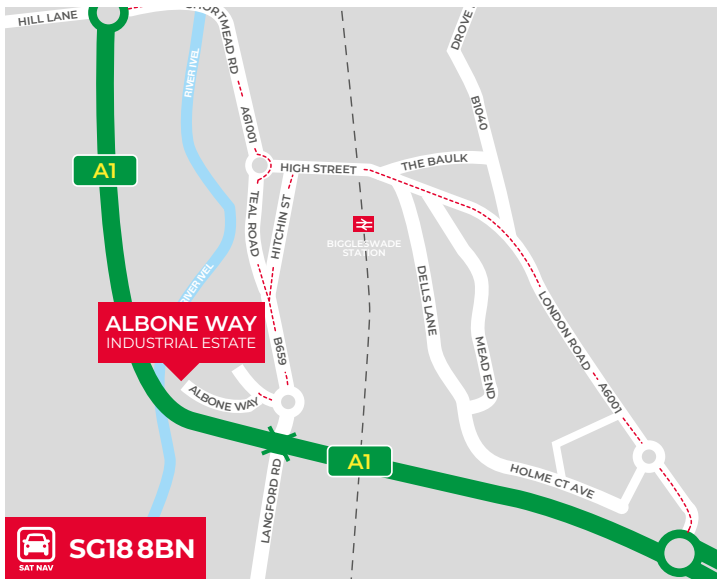 HILL LANE
SHORTMEAD RD
DROVE
RIVER IVEL
B1040
A61001
A1
HIGH STREET
THE BAULK
TEAL ROAD
HITCHIN ST
BIGGLESWADE
STATION
RIVER IVEL
DELLS LANE
LONDON ROAD
ALBONE WAY
INDUSTRIAL ESTATE
B659
MEAD END
ALBONE WAY
A6001
A1
HOLME CT AVE
LANGFORD RD
SAT NAV
SG18 8BN